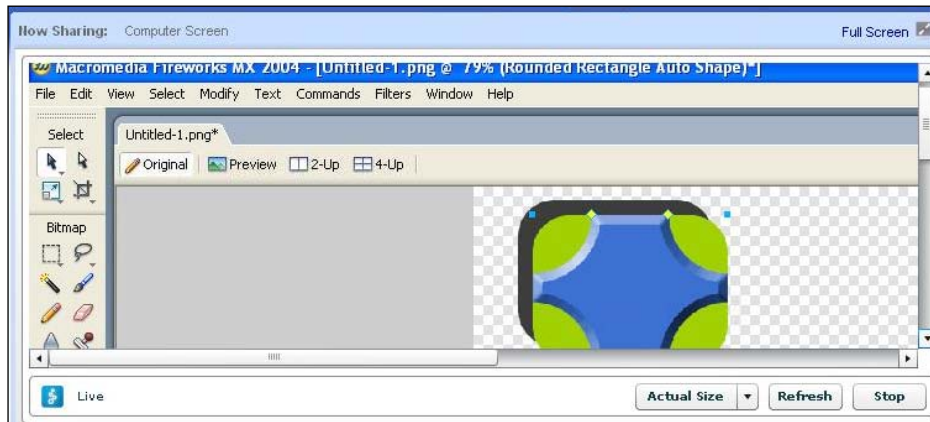 Now Sharing: Computer Screen Full Screen
Macromedia Fireworks MX 2004 - [Untitled-1.png @ 79% (Rounded Rectangle Auto Shape)*]
File Edit View Select Modify Text Commands Filters Window Help
Select Untitled-1.png*
Original Preview 2-Up 4-Up
Bitmap
Live Actual Size Refresh Stop